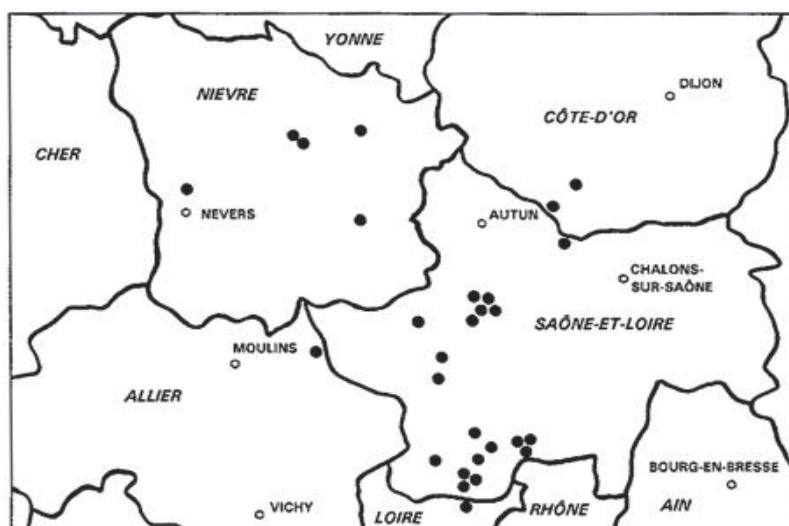 YONNE
DIJON
NIEVRE
CÔTE-D'OR
CHER
NEVERS
AUTUN
CHALONS-
SUR-SAÔNE
SAÔNE-ET-LOIRE
MOULINS
ALLIER
BOURG-EN-BRESSE
VICHY
LOIRE
RHÔNE
AIN